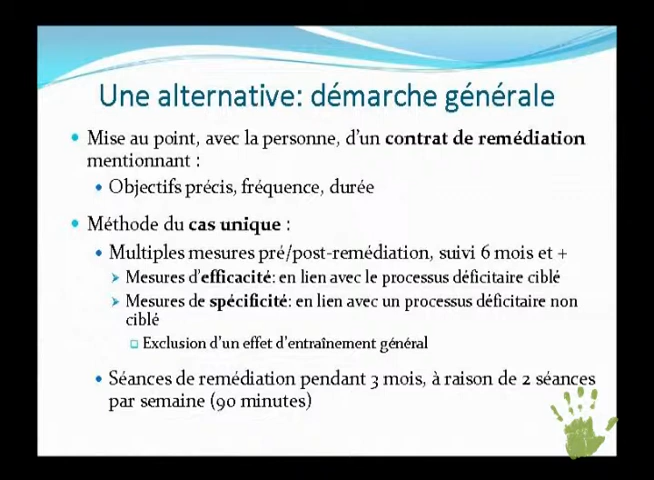 Une alternative: démarche générale
Mise au point, avec la personne, d'un contrat de remédiation
mentionnant :
Objectifs précis, fréquence, durée
Méthode du cas unique :
Multiples mesures pré/post-remédiation, suivi 6 mois et +
Mesures d'efficacité: en lien avec le processus déficitaire ciblé
Mesures de spécificité: en lien avec un processus déficitaire non
ciblé
Exclusion d'un effet d'entraînement général
Séances de remédiation pendant 3 mois, à raison de 2 séances
par semaine (90 minutes)